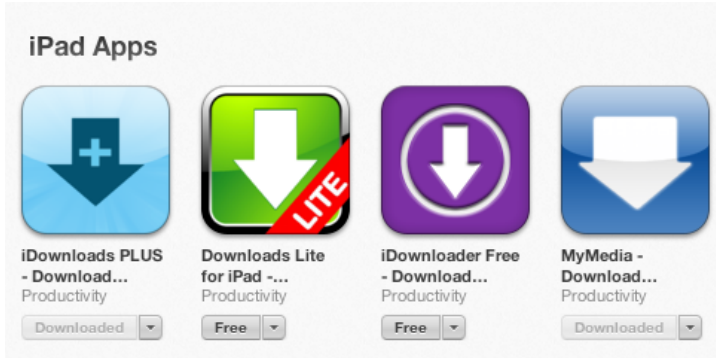 iPad Apps
LITE
iDownloads PLUS
- Download...
Productivity
Downloaded
Downloads Lite
for iPad -...
Productivity
Free
iDownloader Free
- Download...
Productivity
Free
MyMedia -
Download...
Productivity
Downloaded